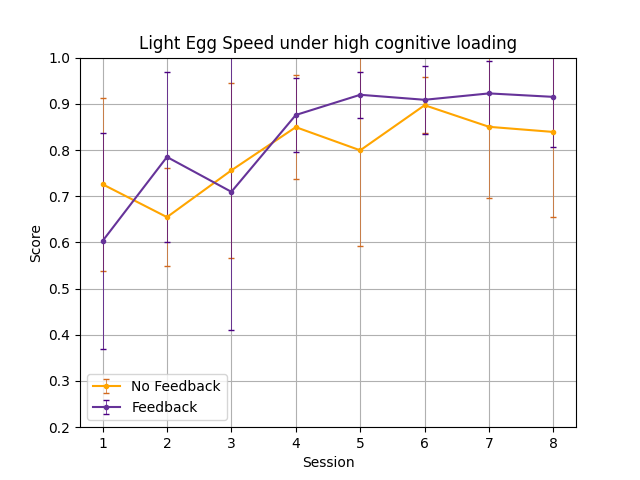 Light Egg Speed under high cognitive loading
1.0
0.9
0.8
0.7
0.6
0.5
0.4
0.3
0.2
Score
No Feedback
Feedback
1 2 3 4 5 6 7 8
Session